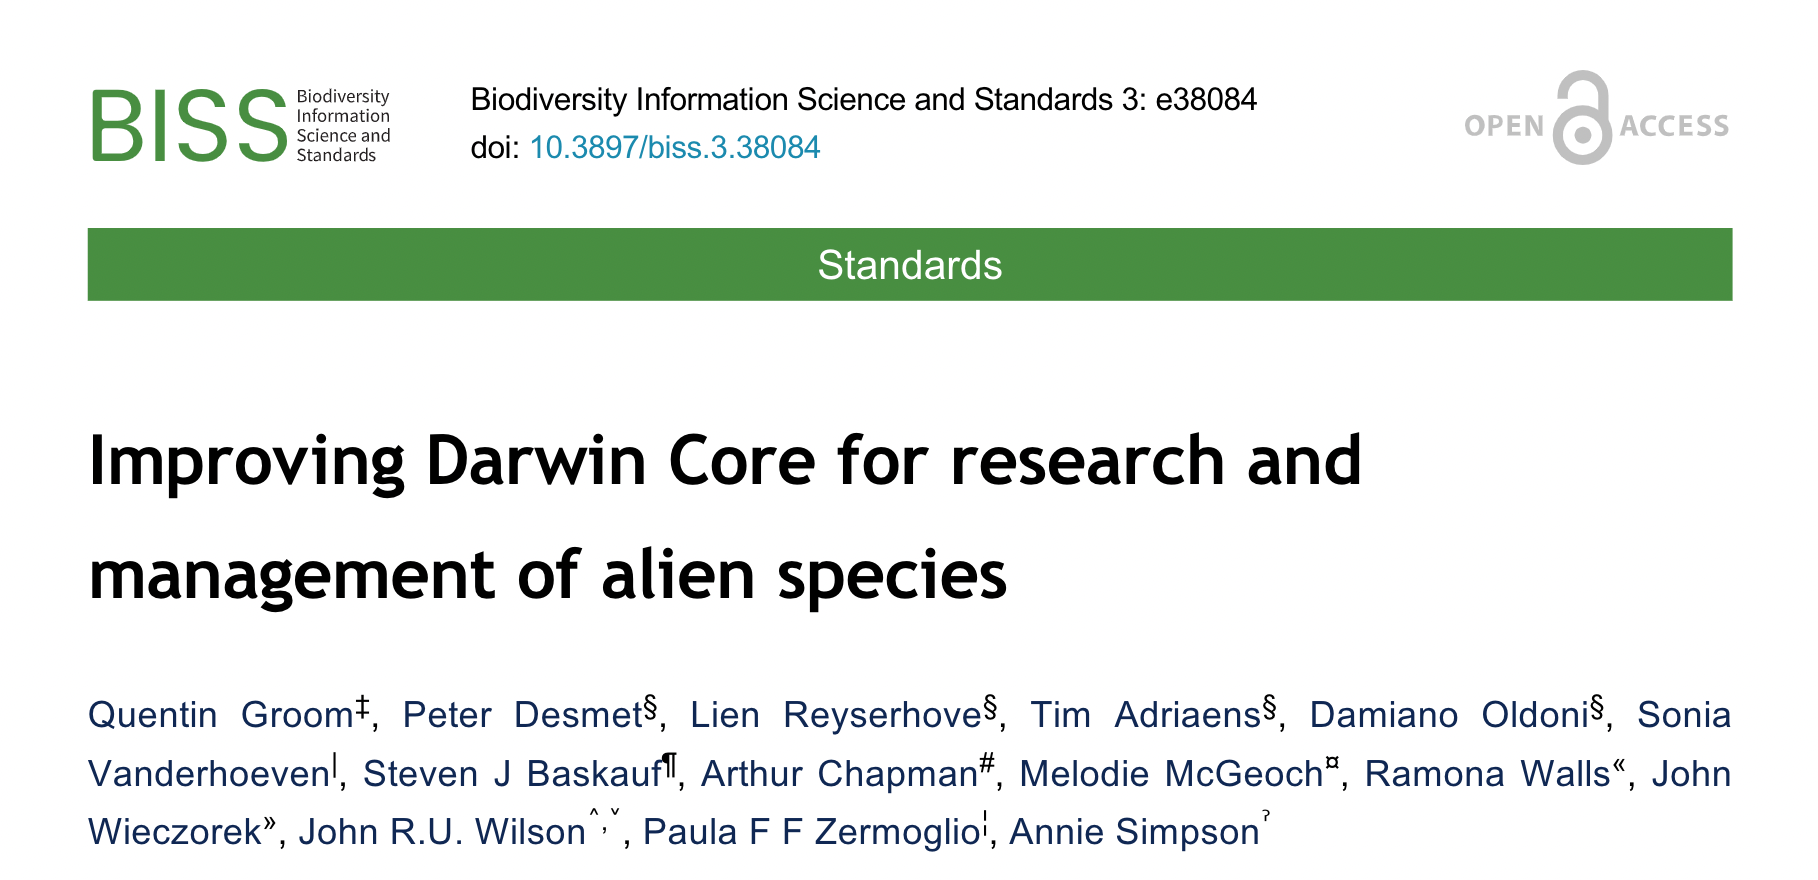 BISS
Biodiversity
Information
Science and
Standards
Biodiversity Information Science and Standards 3: e38084
doi: 10.3897/biss.3.38084
OPEN ACCESS
Standards
Improving Darwin Core for research and
management of alien species
Quentin Groom‡, Peter Desmet§, Lien Reyserhove§, Tim Adriaens§, Damiano Oldoni§, Sonia
Vanderhoeven|, Steven J Baskauf¶, Arthur Chapman#, Melodie McGeoch¤, Ramona Walls«, John
Wieczorek», John R.U. Wilson˄,˅, Paula F F Zermoglio¦, Annie Simpsonˀ